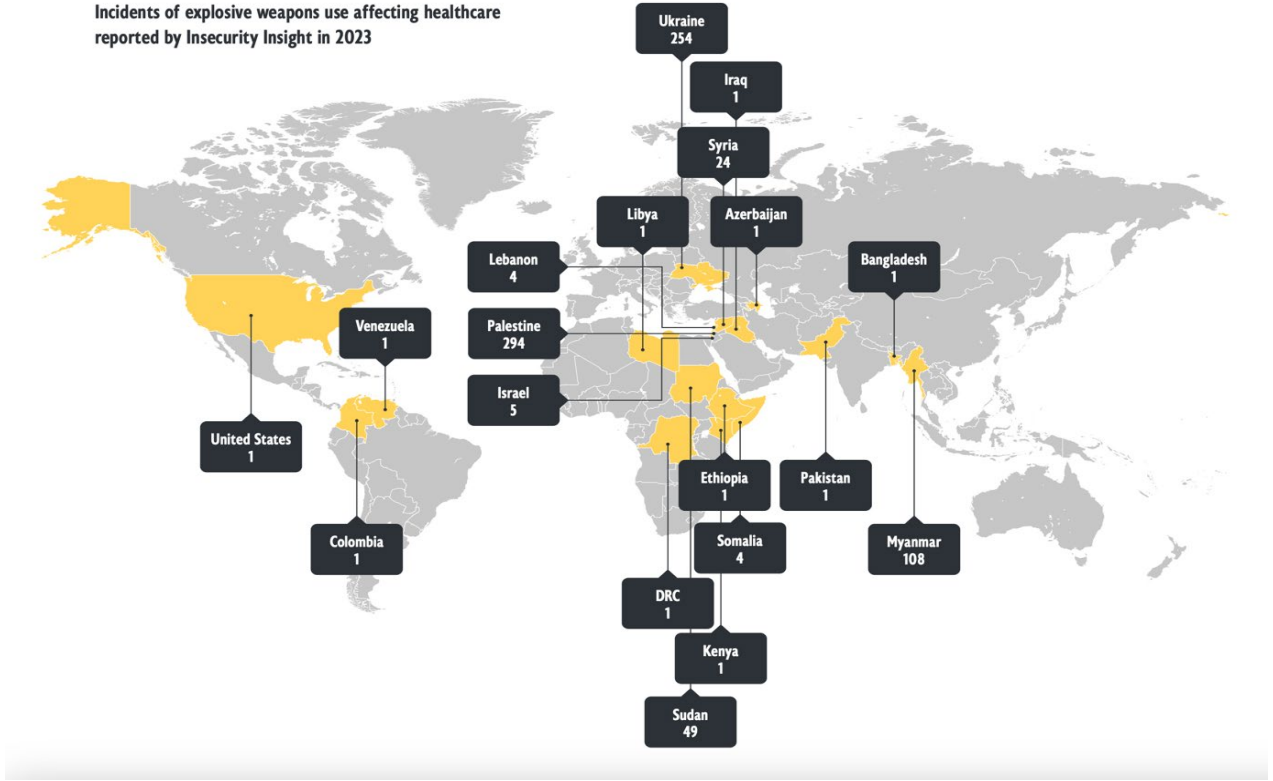 Incidents of explosive weapons use affecting healthcare
reported by Insecurity Insight in 2023
Ukraine
254
Iraq
1
Syria
24
Libya
1
Azerbaijan
1
Lebanon
4
Bangladesh
1
Palestine
294
Venezuela
1
Israel
5
United States
1
Ethiopia
1
Pakistan
1
Colombia
1
Somalia
4
Myanmar
108
DRC
1
Kenya
1
Sudan
49